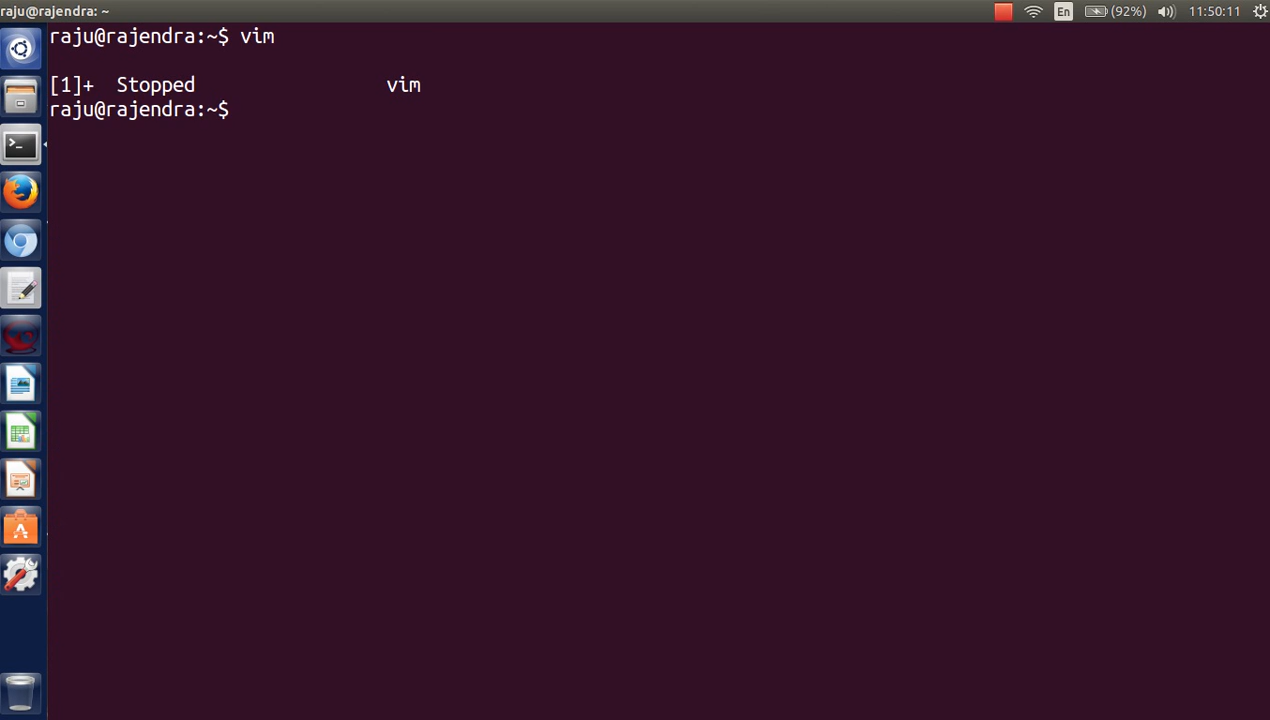 raju@rajendra: ~
En (92%) 11:50:11
raju@rajendra:~$ vim
[1]+  Stopped                 vim
raju@rajendra:~$